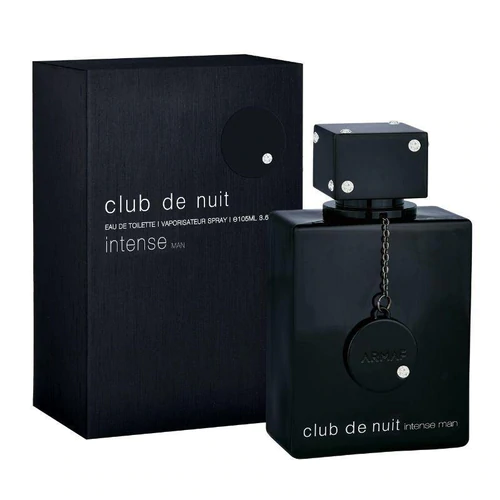 club de nuit
EAU DE TOILETTE | VAPORISATEUR SPRAY | ℮105ML 3.6
intense MAN
ARMAF
club de nuit intense man